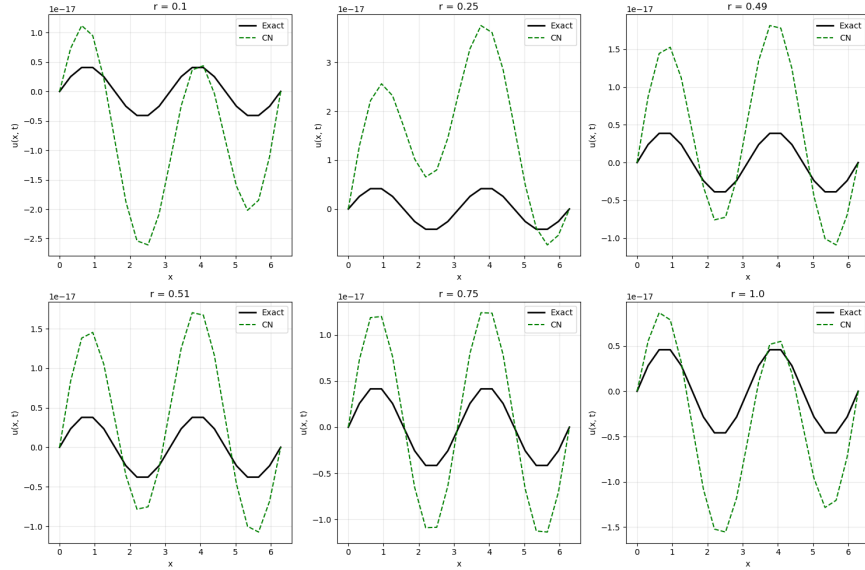 1e-17
r = 0.1
1.0
0.5
0.0
-0.5
-1.0
-1.5
-2.0
-2.5
u(x, t)
Exact
CN
0 1 2 3 4 5 6
x
1e-17
r = 0.25
3
2
1
0
u(x, t)
Exact
CN
0 1 2 3 4 5 6
x
1e-17
r = 0.49
1.5
1.0
0.5
0.0
-0.5
-1.0
u(x, t)
Exact
CN
0 1 2 3 4 5 6
x
1e-17
r = 0.51
1.5
1.0
0.5
0.0
-0.5
-1.0
u(x, t)
Exact
CN
0 1 2 3 4 5 6
x
1e-17
r = 0.75
1.0
0.5
0.0
-0.5
-1.0
u(x, t)
Exact
CN
0 1 2 3 4 5 6
x
1e-17
r = 1.0
0.5
0.0
-0.5
-1.0
-1.5
u(x, t)
Exact
CN
0 1 2 3 4 5 6
x